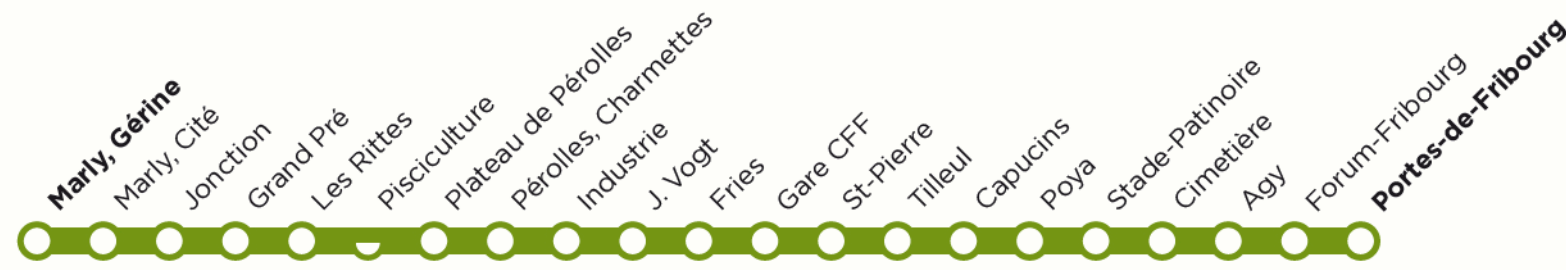 Marly, Gérine
Marly, Cité
Jonction
Grand Pré
Les Rittes
Pisciculture
Plateau de Pérolles
Pérolles, Charmettes
Industrie
J. Vogt
Fries
Gare CFF
St-Pierre
Tilleul
Capucins
Poya
Stade-Patinoire
Cimetière
Agy
Forum-Fribourg
Portes-de-Fribourg